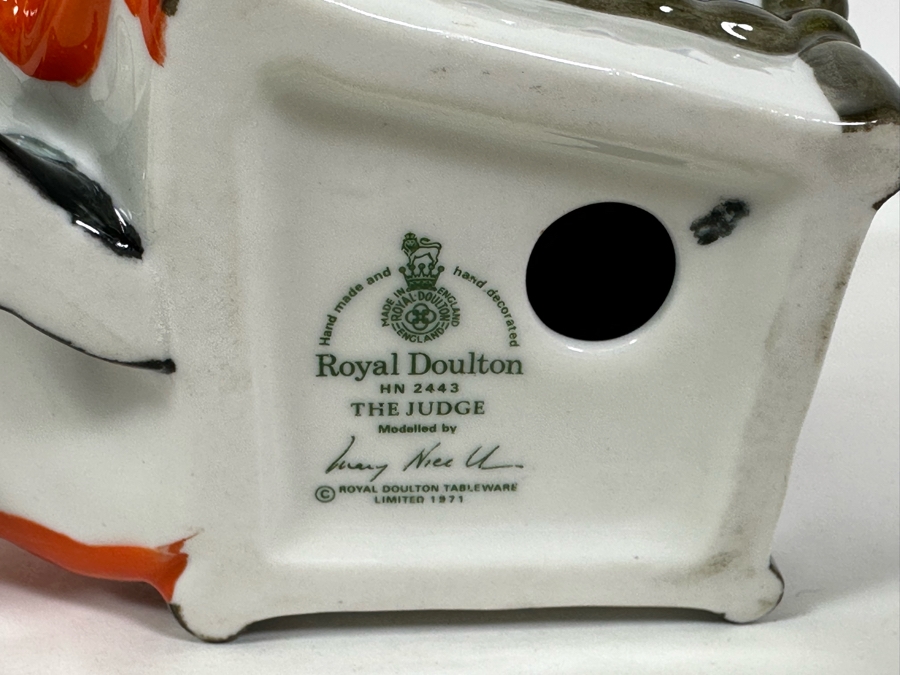 Hand made and hand decorated
MADE IN ENGLAND
ROYAL·DOULTON
ENGLAND
Royal Doulton
HN 2443
THE JUDGE
Modelled by
© ROYAL DOULTON TABLEWARE
LIMITED 1971